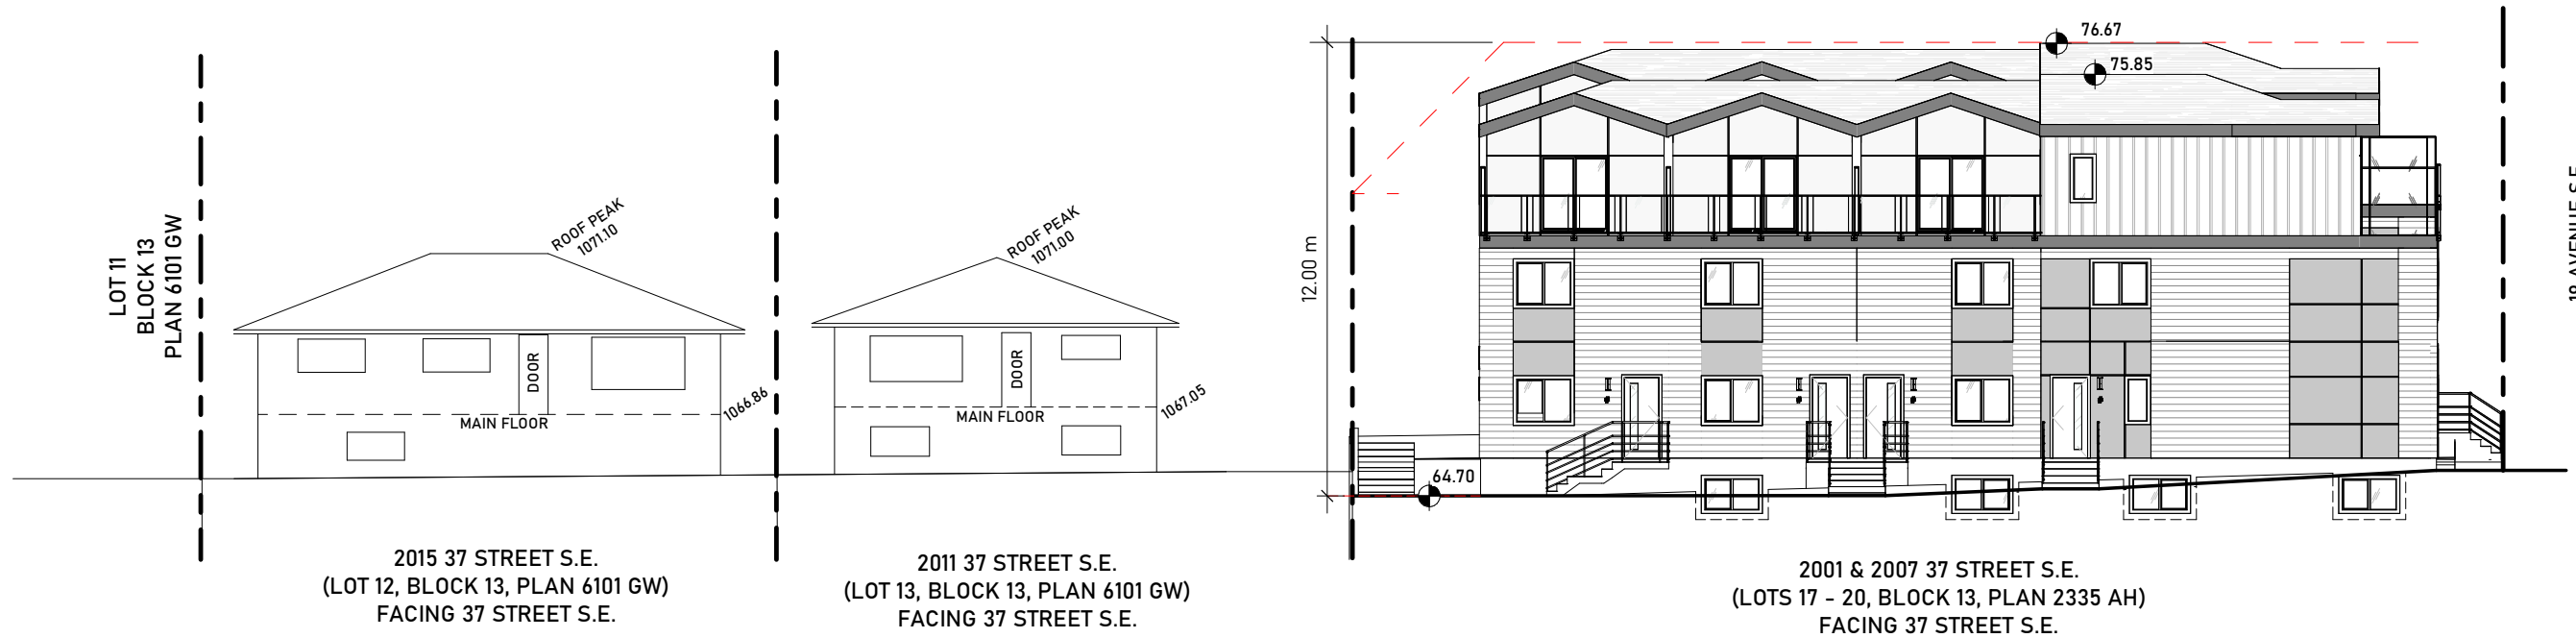 LOT 11
BLOCK 13
PLAN 6101 GW
ROOF PEAK
1071.10
DOOR
MAIN FLOOR
1066.86
2015 37 STREET S.E.
(LOT 12, BLOCK 13, PLAN 6101 GW)
FACING 37 STREET S.E.
ROOF PEAK
1071.00
DOOR
MAIN FLOOR
1067.05
2011 37 STREET S.E.
(LOT 13, BLOCK 13, PLAN 6101 GW)
FACING 37 STREET S.E.
12.00 m
76.67
75.85
64.70
2001 & 2007 37 STREET S.E.
(LOTS 17 - 20, BLOCK 13, PLAN 2335 AH)
FACING 37 STREET S.E.
AVENUE S.E.